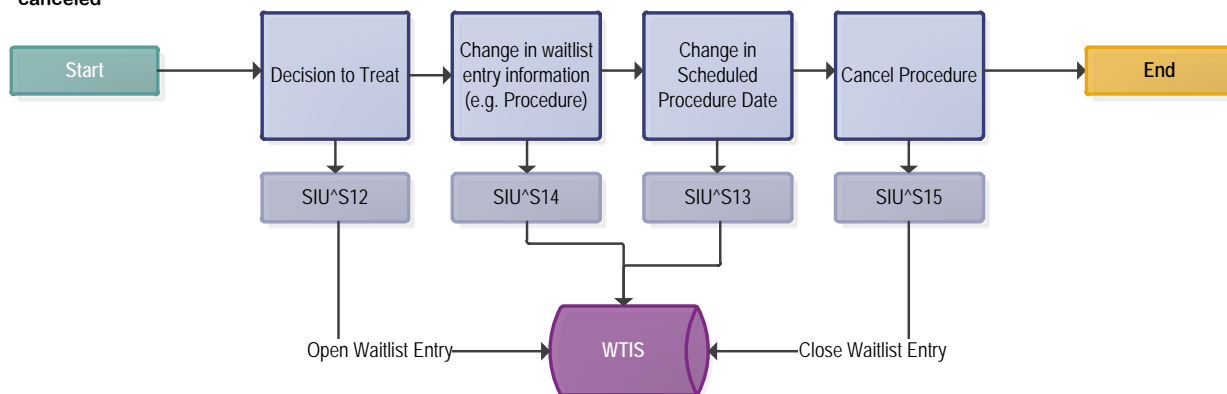 canceled
Start
Decision to Treat
Change in waitlist
entry information
(e.g. Procedure)
Change in
Scheduled
Procedure Date
Cancel Procedure
End
SIU^S12
SIU^S14
SIU^S13
SIU^S15
Open Waitlist Entry
WTIS
Close Waitlist Entry